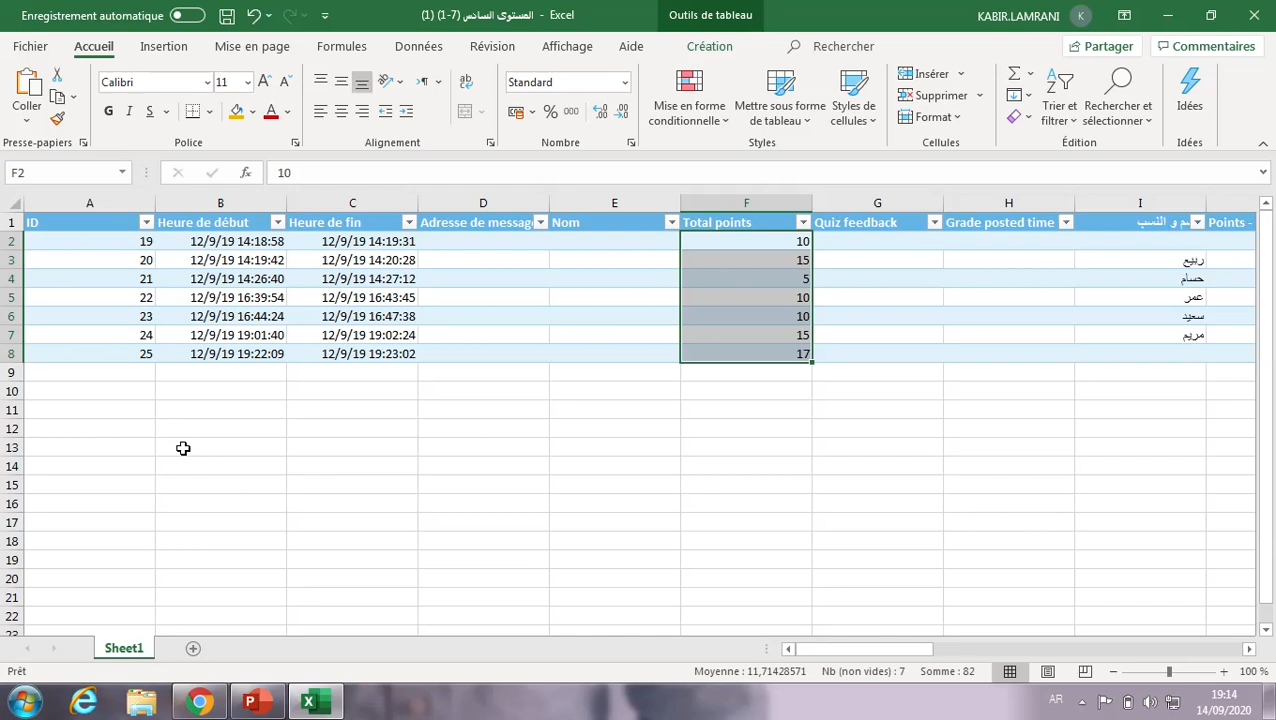 Enregistrement automatique
المستوى السادس (7-1) (1) - Excel
Outils de tableau
KABIR.LAMRANI K
Fichier Accueil Insertion Mise en page Formules Données Révision Affichage Aide Création Rechercher Partager Commentaires
Coller
Presse-papiers
Calibri 11
G I S
Police
Alignement
Standard
% 000
Nombre
Mise en forme conditionnelle
Mettre sous forme de tableau
Styles de cellules
Styles
Insérer
Supprimer
Format
Cellules
Trier et filtrer
Rechercher et sélectionner
Édition
Idées
Idées
F2 fx 10
A B C D E F G H I
1 ID Heure de début Heure de fin Adresse de messag Nom Total points Quiz feedback Grade posted time سم و النسب Points -
2 19 12/9/19 14:18:58 12/9/19 14:19:31 10
3 20 12/9/19 14:19:42 12/9/19 14:20:28 15 ربيع
4 21 12/9/19 14:26:40 12/9/19 14:27:12 5 حسام
5 22 12/9/19 16:39:54 12/9/19 16:43:45 10 عمر
6 23 12/9/19 16:44:24 12/9/19 16:47:38 10 سعيد
7 24 12/9/19 19:01:40 12/9/19 19:02:24 15 مريم
8 25 12/9/19 19:22:09 12/9/19 19:23:02 17
9
10
11
12
13
14
15
16
17
18
19
20
21
22
23
Sheet1
Prêt
Moyenne : 11,71428571 Nb (non vides) : 7 Somme : 82 100 %
AR
19:14
14/09/2020